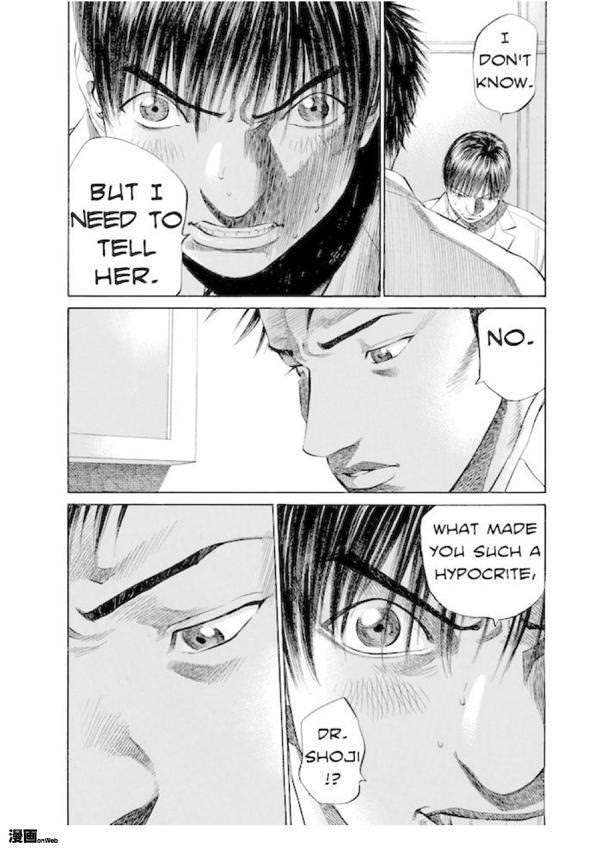 I
DON'T
KNOW.
BUT I
NEED TO
TELL
HER.
NO.
WHAT MADE
YOU SUCH A
HYPOCRITE,
DR.
SHOJI
!?
漫画onWeb